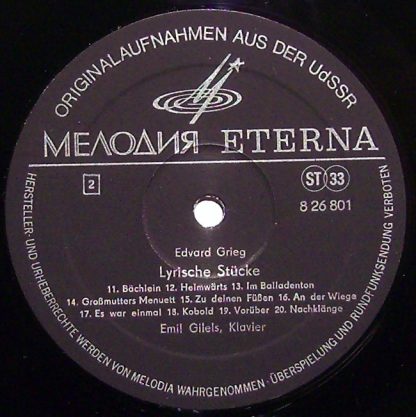 ORIGINALAUFNAHMEN AUS DER UdSSR
МЕЛОДИЯ ETERNA
2
ST 33
8 26 801
Edvard Grieg
Lyrische Stücke
11. Bächlein 12. Heimwärts 13. Im Balladenton
14. Großmutters Menuett 15. Zu deinen Füßen 16. An der Wiege
17. Es war einmal 18. Kobold 19. Vorüber 20. Nachklänge
Emil Gilels, Klavier
HERSTELLER- UND URHEBERRECHTE WERDEN VON MELODIA WAHRGENOMMEN · ÜBERSPIELUNG UND RUNDFUNKSENDUNG VERBOTEN